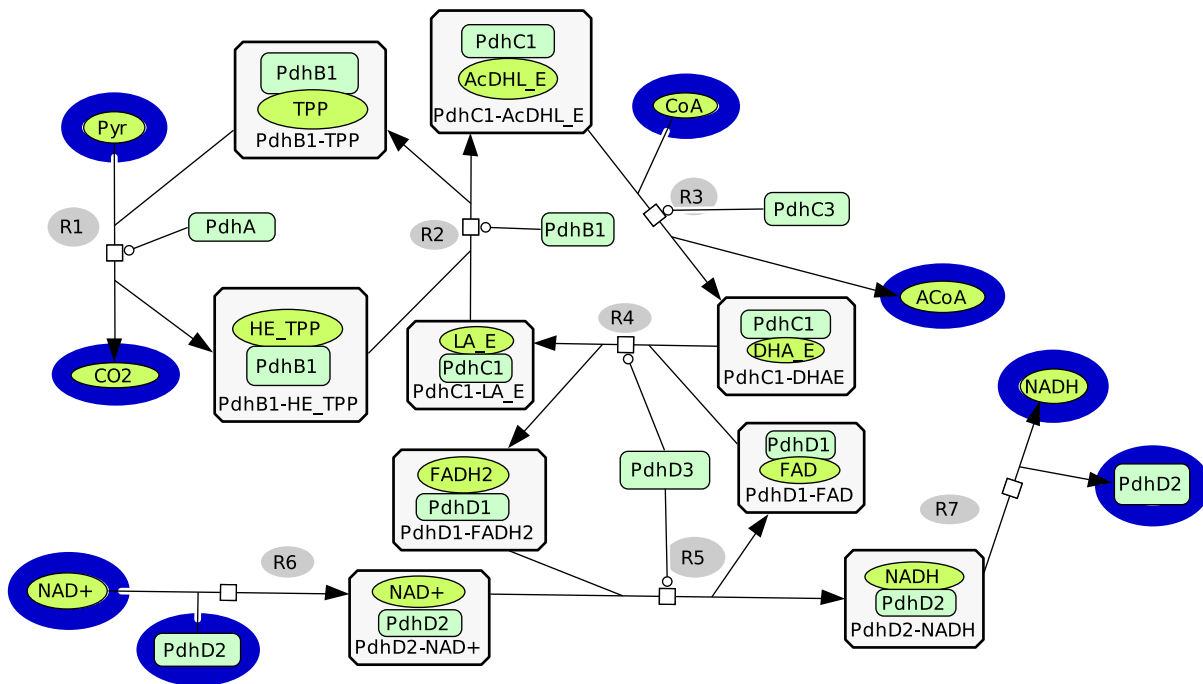 PdhC1
AcDHL_E
PdhC1-AcDHL_E
PdhB1
TPP
PdhB1-TPP
CoA
Pyr
R3
PdhC3
R1
PdhA
R2
PdhB1
ACoA
HE_TPP
PdhB1
PdhB1-HE_TPP
CO2
LA_E
PdhC1
PdhC1-LA_E
R4
PdhC1
DHA_E
PdhC1-DHAE
NADH
FADH2
PdhD1
PdhD1-FADH2
PdhD3
PdhD1
FAD
PdhD1-FAD
PdhD2
R7
R6
R5
NAD+
PdhD2
NAD+
PdhD2
PdhD2-NAD+
NADH
PdhD2
PdhD2-NADH